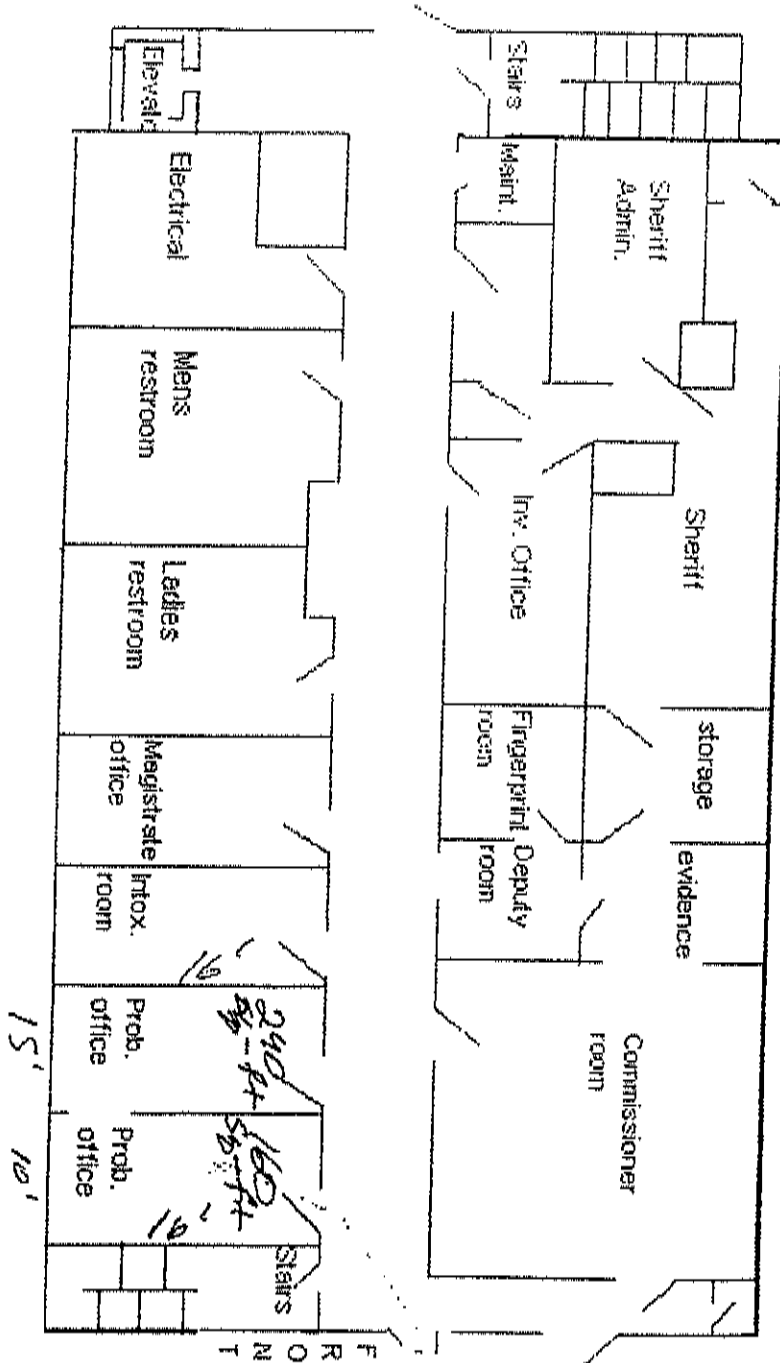 Stairs
Elevato
Electrical
Maint.
Sheriff
Admin.
Mens
restroom
Inv. Office
Sheriff
Ladies
restroom
Magistrate
office
Fingerprint
room
storage
Intox.
room
Deputy
room
evidence
16'
Prob.
office
240
sq-ft
15'
Commissioner
room
Prob.
office
160
sq-ft
16'
10'
Stairs
FRONT